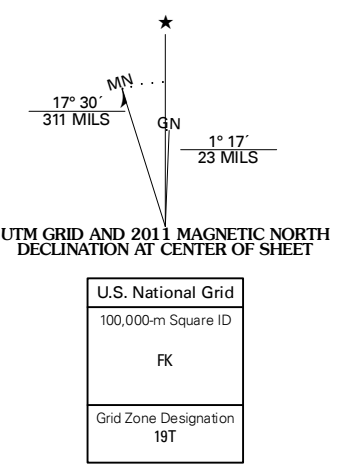 ★
MN
17° 30´
311 MILS
GN
1° 17´
23 MILS
UTM GRID AND 2011 MAGNETIC NORTH
DECLINATION AT CENTER OF SHEET
U.S. National Grid
100,000-m Square ID
FK
Grid Zone Designation
19T